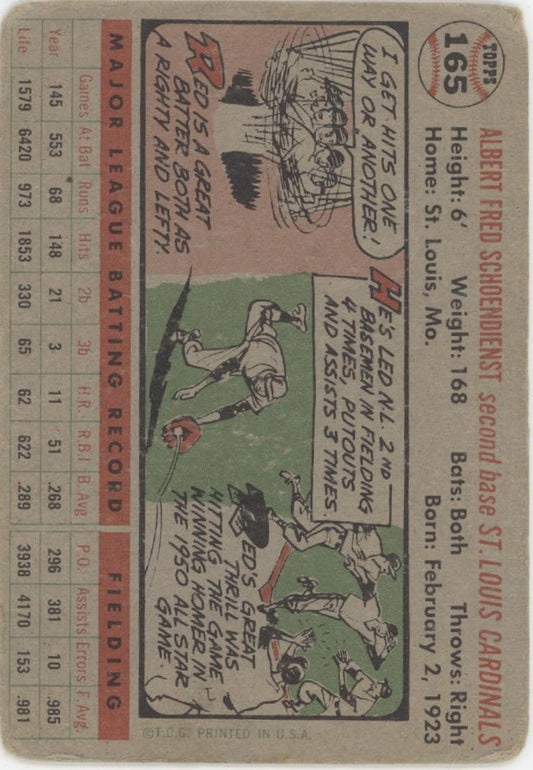 TOPPS
165
ALBERT FRED SCHOENDIENST second base ST. LOUIS CARDINALS
Height: 6' Weight: 168 Bats: Both Throws: Right
Home: St. Louis, Mo. Born: February 2, 1923
I GET HITS ONE
WAY OR ANOTHER!
RED IS A GREAT
BATTER BOTH AS
A RIGHTY AND LEFTY.
HE'S LED N.L. 2ND
BASEMEN IN FIELDING
4 TIMES, PUTOUTS
AND ASSISTS 3 TIMES.
RED'S GREAT
THRILL WAS
HITTING THE GAME
WINNING HOMER IN
THE 1950 ALL STAR
GAME.
©T.C.G. PRINTED IN U.S.A.
MAJOR LEAGUE BATTING RECORD FIELDING
Games At Bat Runs Hits 2b 3b H.R. R.B.I. B. Avg. P.O. Assists Errors F. Avg.
Year 145 553 68 148 21 3 11 51 .268 296 381 10 .985
Life 1579 6420 973 1853 330 65 62 622 .289 3938 4170 153 .981